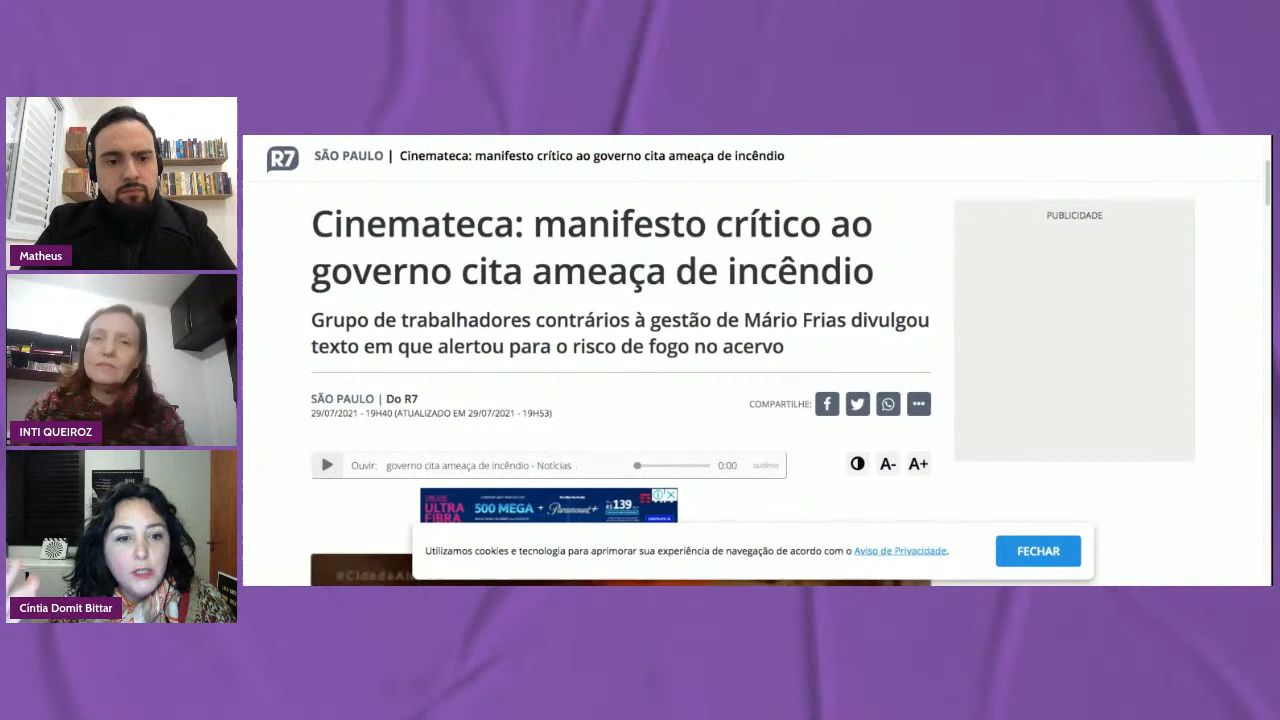 Matheus
INTI QUEIROZ
Cíntia Domit Bittar
R7
SÃO PAULO | Cinemateca: manifesto crítico ao governo cita ameaça de incêndio
Cinemateca: manifesto crítico ao
governo cita ameaça de incêndio
Grupo de trabalhadores contrários à gestão de Mário Frias divulgou
texto em que alertou para o risco de fogo no acervo
SÃO PAULO | Do R7
29/07/2021 - 19H40 (ATUALIZADO EM 29/07/2021 - 19H53)
COMPARTILHE:
Ouvir: governo cita ameaça de incêndio - Notícias
0:00
A- A+
ULTRA
FIBRA
500 MEGA + Paramount+
R$139
PUBLICIDADE
Utilizamos cookies e tecnologia para aprimorar sua experiência de navegação de acordo com o Aviso de Privacidade.
FECHAR